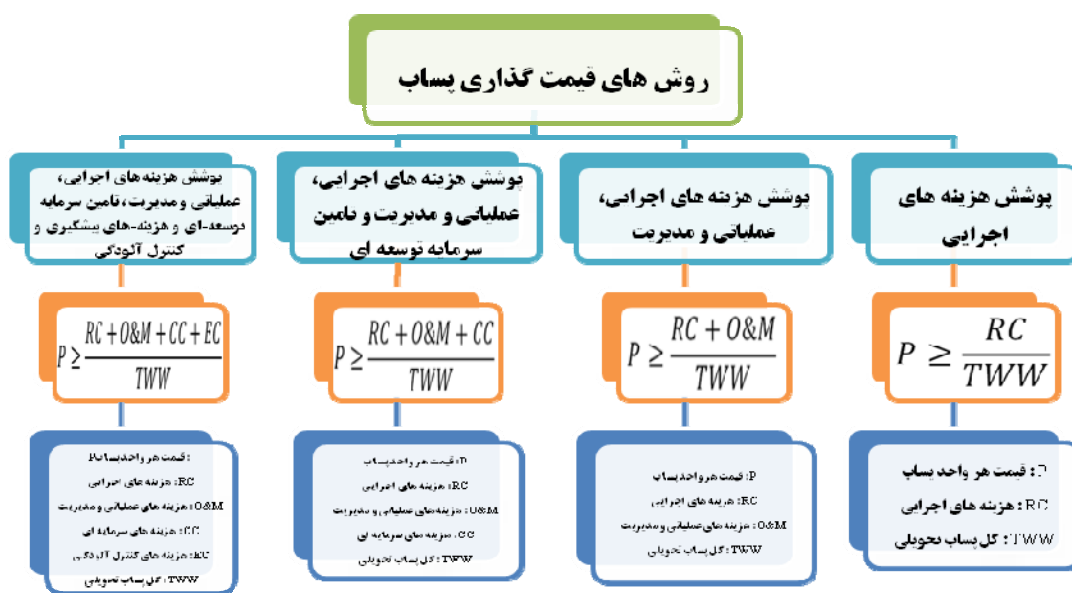 روش های قیمت گذاری پساب
پوشش هزینه های
اجرایی
P ≥ RC / TWW
P: قیمت هر واحد پساب
RC: هزینه های اجرایی
TWW: کل پساب تحویلی
پوشش هزینه های اجرایی،
عملیاتی و مدیریت
P ≥ RC + O&M / TWW
P: قیمت هر واحد پساب
RC: هزینه های اجرایی
O&M: هزینه های عملیاتی و مدیریت
TWW: کل پساب تحویلی
پوشش هزینه های اجرایی،
عملیاتی و مدیریت و تامین
سرمایه توسعه ای
P ≥ RC + O&M + CC / TWW
P: قیمت هر واحد پساب
RC: هزینه های اجرایی
O&M: هزینه های عملیاتی و مدیریت
CC: هزینه های سرمایه ای
TWW: کل پساب تحویلی
پوشش هزینه های اجرایی،
عملیاتی و مدیریت، تامین سرمایه
توسعه-ای و هزینه-های پیشگیری و
کنترل آلودگی
P ≥ RC + O&M + CC + EC / TWW
P: قیمت هر واحد پساب
RC: هزینه های اجرایی
O&M: هزینه های عملیاتی و مدیریت
CC: هزینه های سرمایه ای
EC: هزینه های کنترل آلودگی
TWW: کل پساب تحویلی